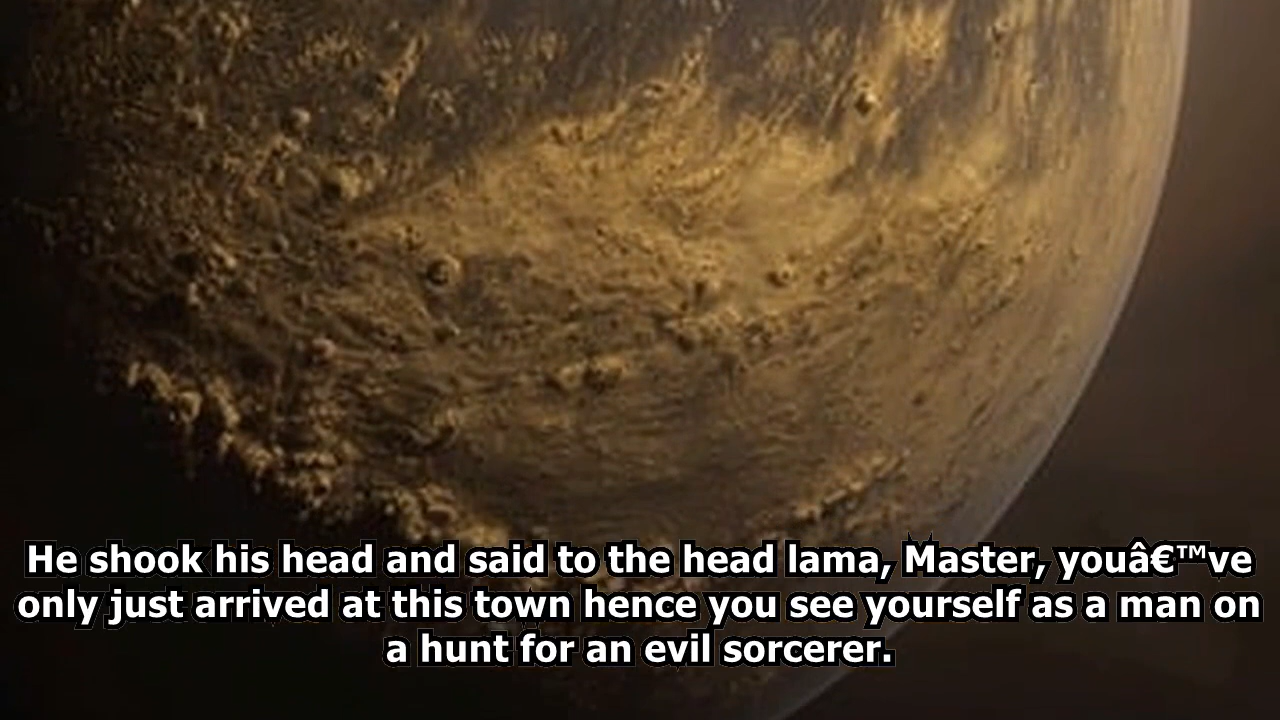 He shook his head and said to the head lama, Master, youâ€™ve
only just arrived at this town hence you see yourself as a man on
a hunt for an evil sorcerer.